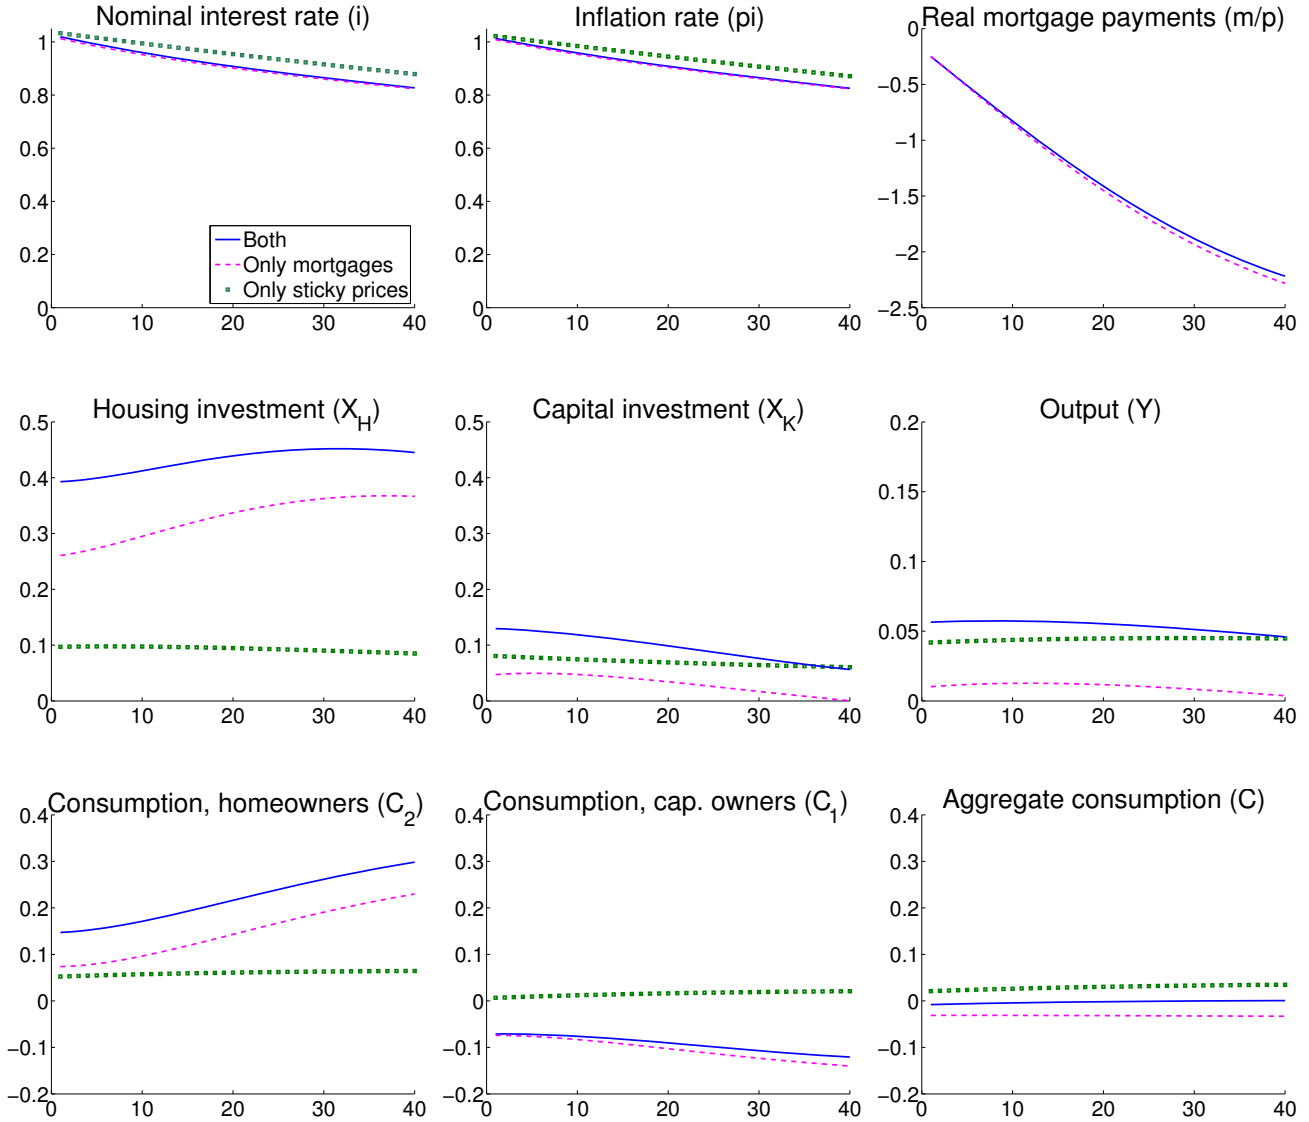 Nominal interest rate (i)
1
0.8
0.6
0.4
0.2
0
0 10 20 30 40
Both
Only mortgages
Only sticky prices
Inflation rate (pi)
1
0.8
0.6
0.4
0.2
0
0 10 20 30 40
Real mortgage payments (m/p)
0
−0.5
−1
−1.5
−2
−2.5
0 10 20 30 40
Housing investment (X_H)
0.5
0.4
0.3
0.2
0.1
0
0 10 20 30 40
Capital investment (X_K)
0.5
0.4
0.3
0.2
0.1
0
0 10 20 30 40
Output (Y)
0.2
0.15
0.1
0.05
0
0 10 20 30 40
Consumption, homeowners (C_2)
0.4
0.3
0.2
0.1
0
−0.1
−0.2
0 10 20 30 40
Consumption, cap. owners (C_1)
0.4
0.3
0.2
0.1
0
−0.1
−0.2
0 10 20 30 40
Aggregate consumption (C)
0.4
0.3
0.2
0.1
0
−0.1
−0.2
0 10 20 30 40